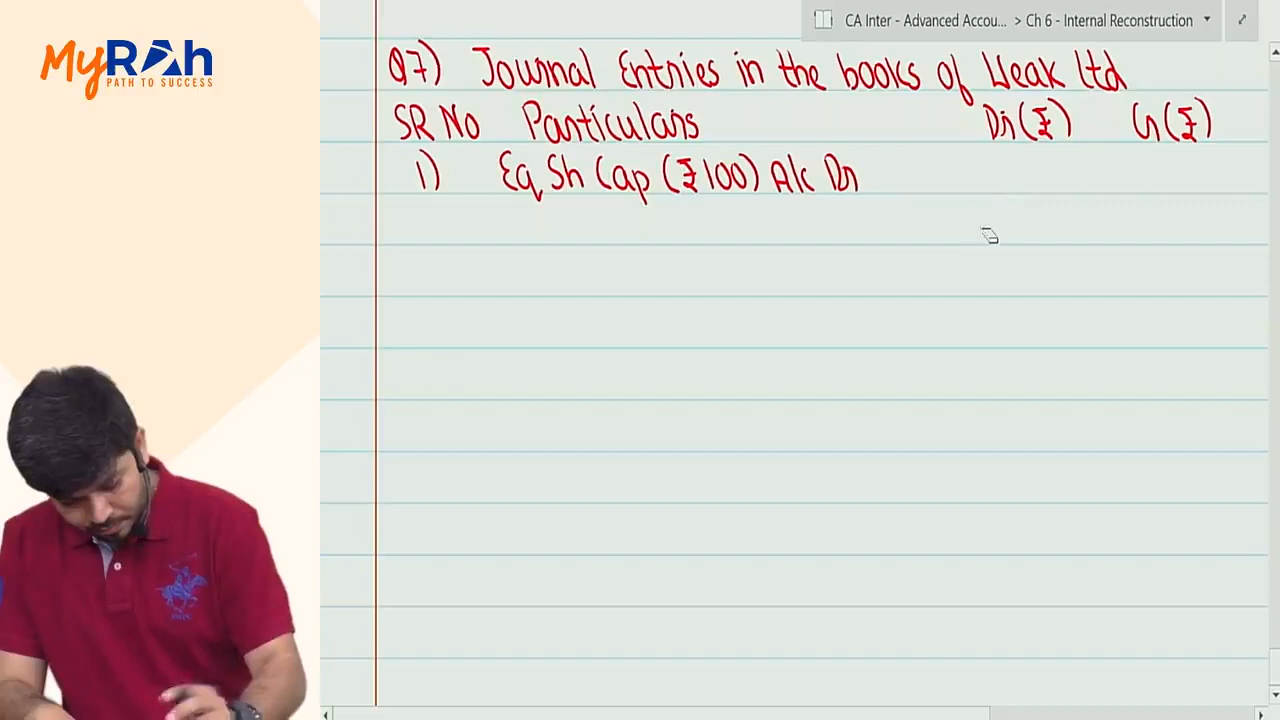 MyRAh
PATH TO SUCCESS
CA Inter - Advanced Accou... > Ch 6 - Internal Reconstruction
Q7) Journal Entries in the books of Weak Ltd
SR No Particulars Dr (₹) Cr (₹)
1) Eq Sh Cap (₹100) A/c Dr